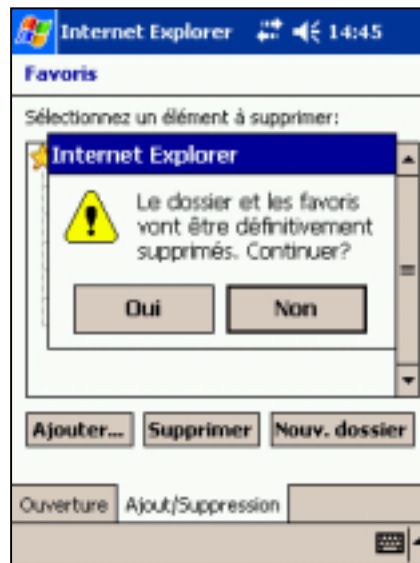 Internet Explorer 14:45
Favoris
Sélectionnez un élément à supprimer:
Internet Explorer
Le dossier et les favoris
vont être définitivement
supprimés. Continuer?
Oui Non
Ajouter... Supprimer Nouv. dossier
Ouverture Ajout/Suppression